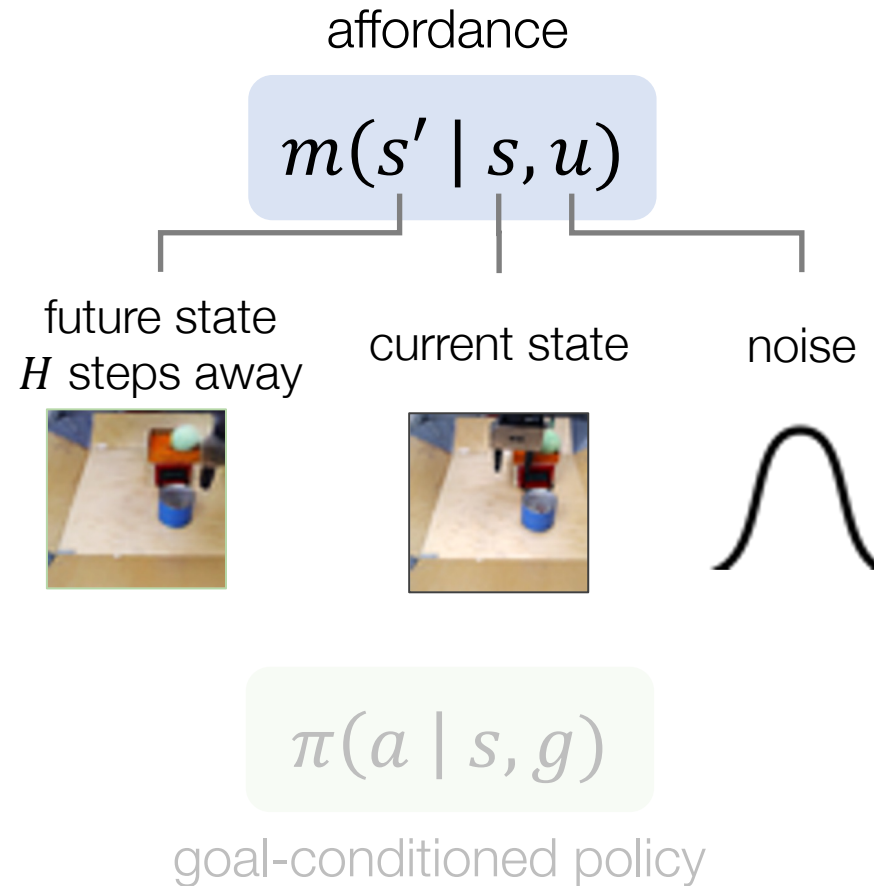 affordance
m(s′ | s, u)
future state
H steps away
current state
noise
π(a | s, g)
goal-conditioned policy